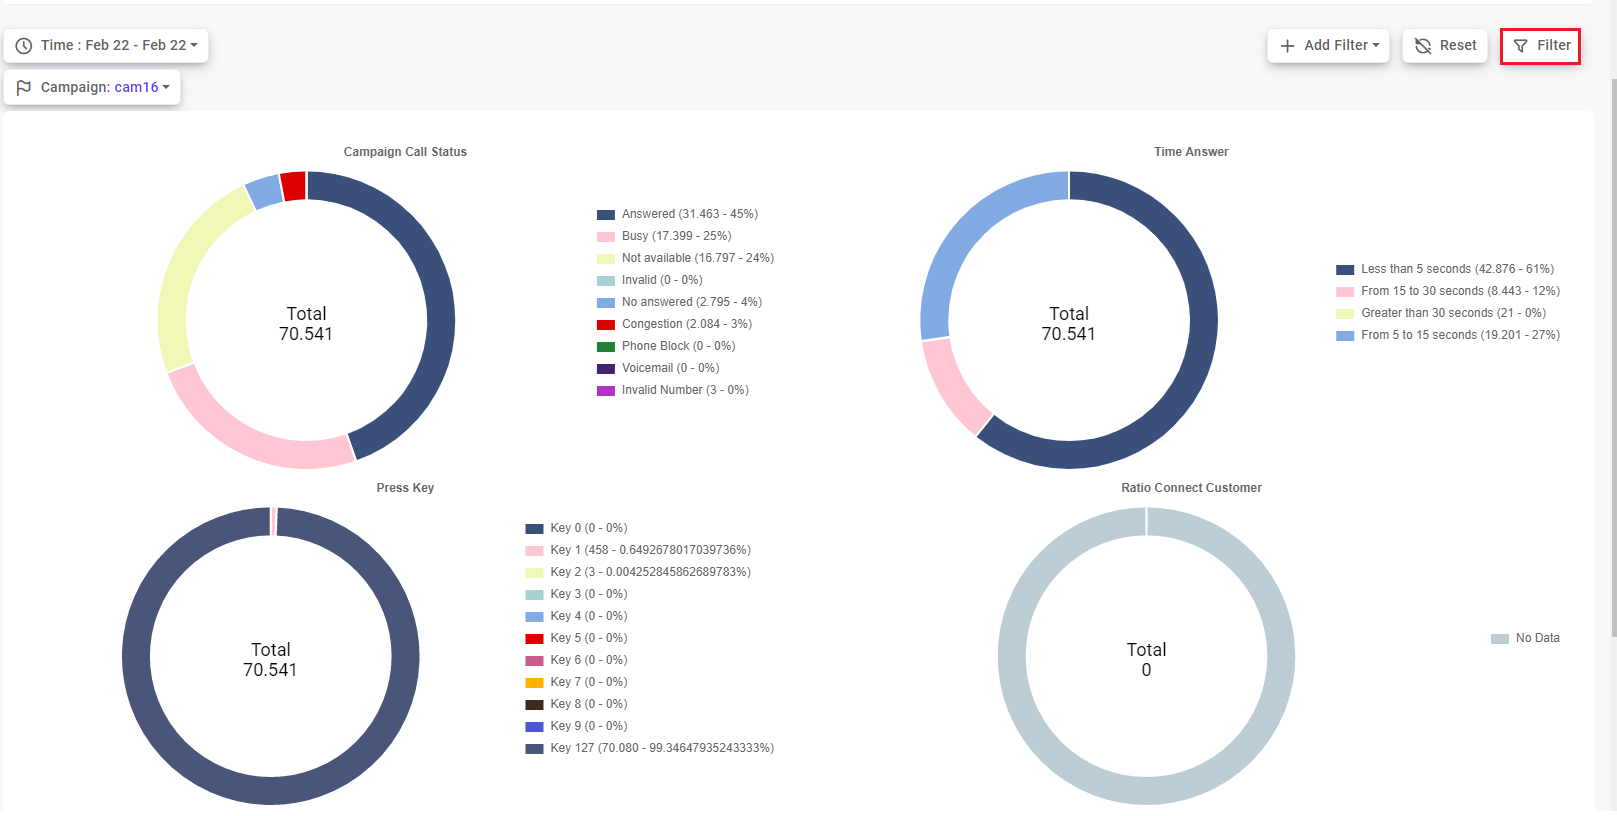 Time : Feb 22 - Feb 22
Add Filter
Reset
Filter
Campaign: cam16
Campaign Call Status
Total
70.541
Answered (31.463 - 45%)
Busy (17.399 - 25%)
Not available (16.797 - 24%)
Invalid (0 - 0%)
No answered (2.795 - 4%)
Congestion (2.084 - 3%)
Phone Block (0 - 0%)
Voicemail (0 - 0%)
Invalid Number (3 - 0%)
Time Answer
Total
70.541
Less than 5 seconds (42.876 - 61%)
From 15 to 30 seconds (8.443 - 12%)
Greater than 30 seconds (21 - 0%)
From 5 to 15 seconds (19.201 - 27%)
Press Key
Total
70.541
Key 0 (0 - 0%)
Key 1 (458 - 0.6492678017039736%)
Key 2 (3 - 0.004252845862689783%)
Key 3 (0 - 0%)
Key 4 (0 - 0%)
Key 5 (0 - 0%)
Key 6 (0 - 0%)
Key 7 (0 - 0%)
Key 8 (0 - 0%)
Key 9 (0 - 0%)
Key 127 (70.080 - 99.34647935243333%)
Ratio Connect Customer
Total
0
No Data